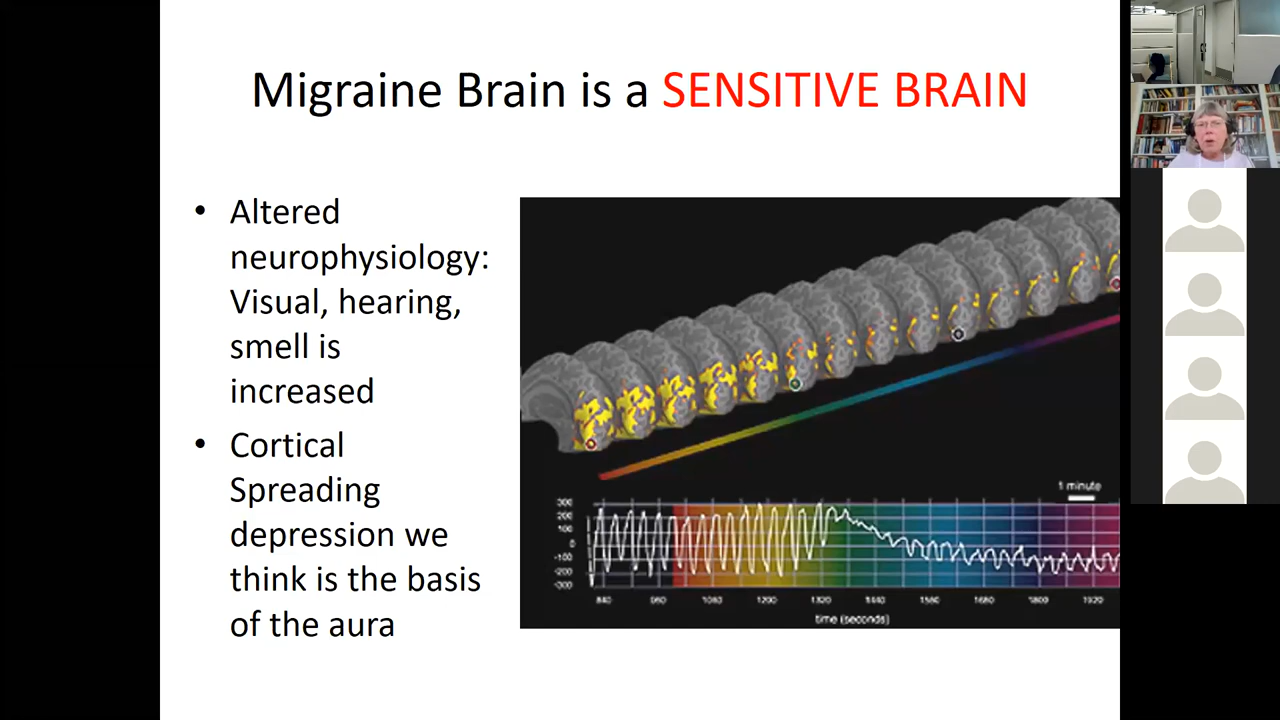 Migraine Brain is a SENSITIVE BRAIN
• Altered
neurophysiology:
Visual, hearing,
smell is
increased
• Cortical
Spreading
depression we
think is the basis
of the aura
1 minute
300
200
100
0
-100
-200
-300
840 960 1080 1200 1320 1440 1560 1680 1800 1920
time (seconds)